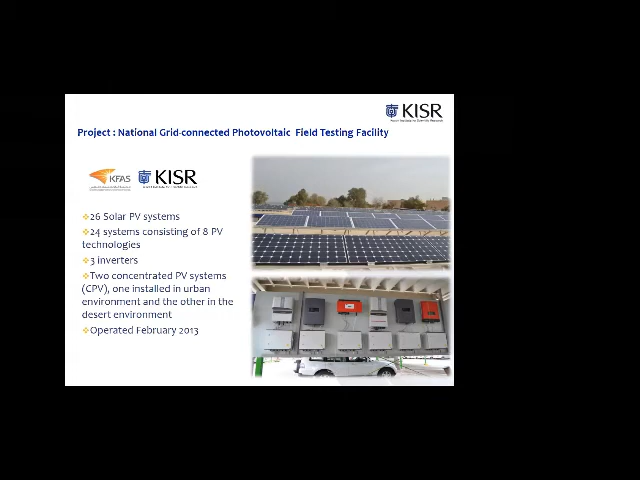 KISR
Project : National Grid-connected Photovoltaic Field Testing Facility
KFAS KISR
26 Solar PV systems
24 systems consisting of 8 PV
technologies
3 inverters
Two concentrated PV systems
(CPV), one installed in urban
environment and the other in the
desert environment
Operated February 2013